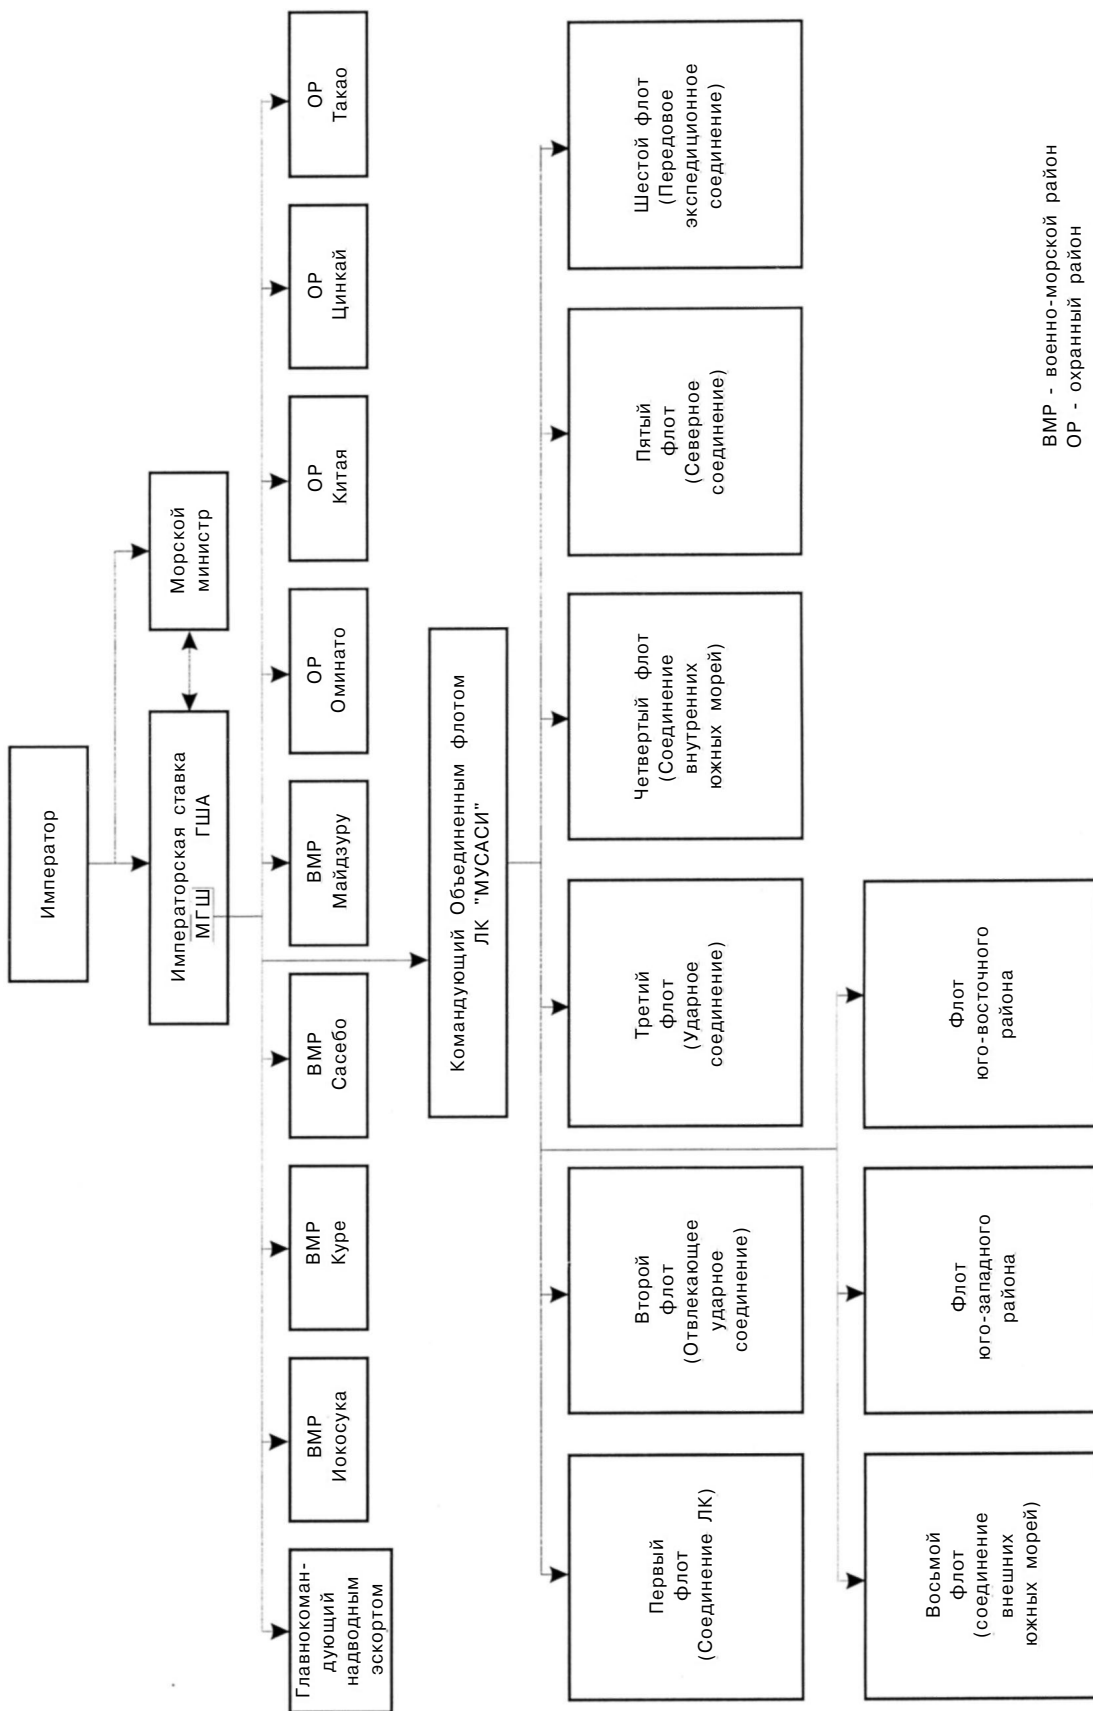 Император
Императорская ставка
МГШ ГША
Морской
министр
Главнокоман-
дующий
надводным
эскортом
ВМР
Иокосука
ВМР
Куре
ВМР
Сасебо
ВМР
Майдзуру
ОР
Оминато
ОР
Китая
ОР
Цинкай
ОР
Такао
Командующий Объединенным флотом
ЛК "МУСАСИ"
Первый
флот
(Соединение ЛК)
Второй
флот
(Отвлекающее
ударное
соединение)
Третий
флот
(Ударное
соединение)
Четвертый флот
(Соединение
внутренних
южных морей)
Пятый
флот
(Северное
соединение)
Шестой флот
(Передовое
экспедиционное
соединение)
Восьмой
флот
(соединение
внешних
южных морей)
Флот
юго-западного
района
Флот
юго-восточного
района
ВМР - военно-морской район
ОР - охранный район